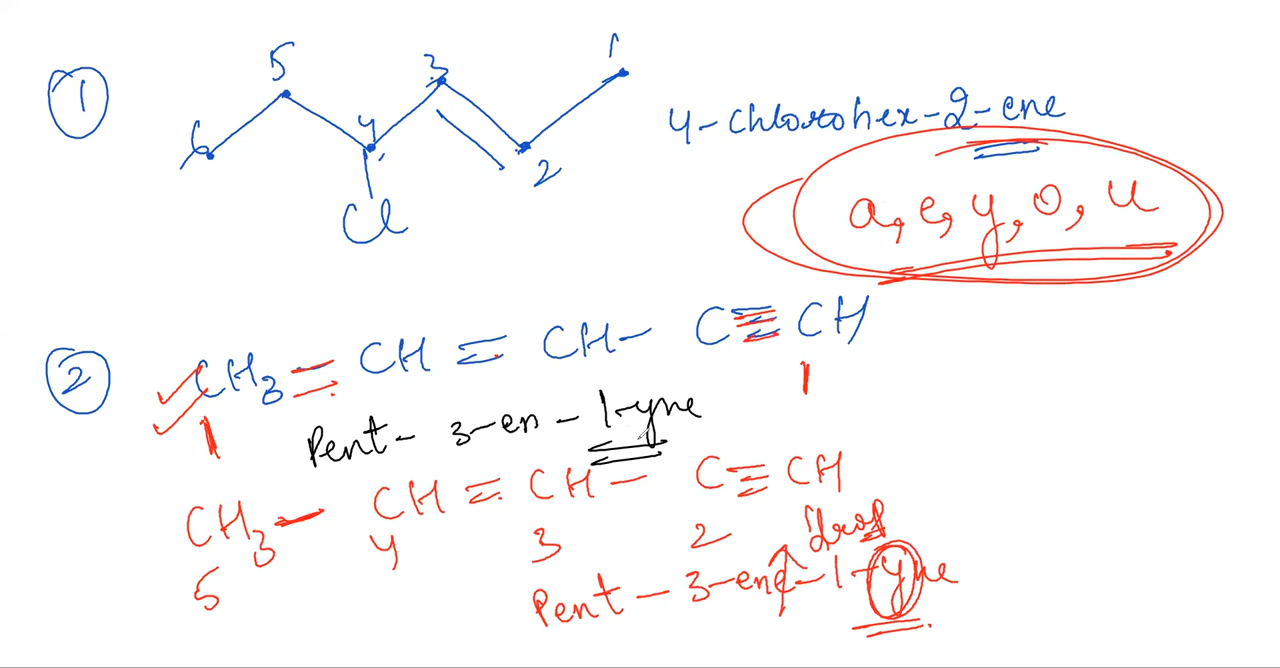 1
6 5 4 3 2 1
Cl
4-chlorohex-2-ene
a, e, y, o, u
2
CH3 = CH = CH - C ≡ CH
1 1
Pent - 3-en - 1-yne
CH3 - CH = CH - C ≡ CH
5 4 3 2
drop
Pent - 3-ene-1-yne